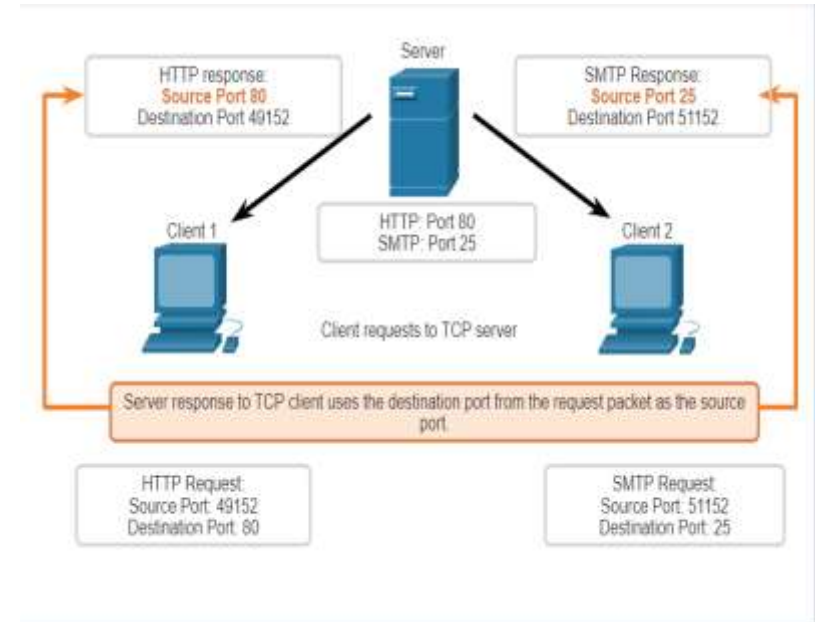 Server
HTTP response:
Source Port 80
Destination Port 49152
SMTP Response:
Source Port 25
Destination Port 51152
HTTP: Port 80
SMTP: Port 25
Client 1
Client 2
Client requests to TCP server
Server response to TCP client uses the destination port from the request packet as the source
port.
HTTP Request:
Source Port: 49152
Destination Port: 80
SMTP Request:
Source Port: 51152
Destination Port: 25